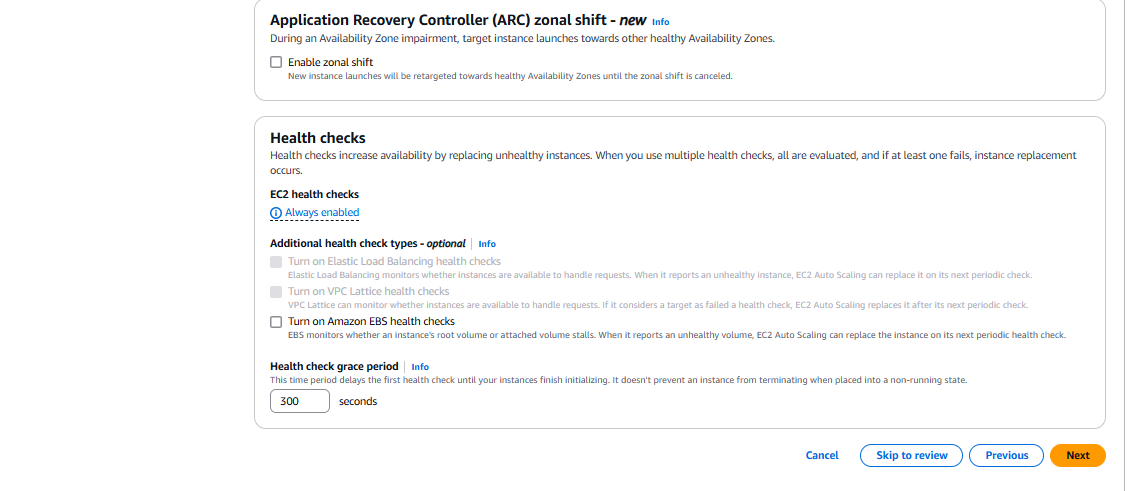 Application Recovery Controller (ARC) zonal shift - new Info
During an Availability Zone impairment, target instance launches towards other healthy Availability Zones.
Enable zonal shift
New instance launches will be retargeted towards healthy Availability Zones until the zonal shift is canceled.
Health checks
Health checks increase availability by replacing unhealthy instances. When you use multiple health checks, all are evaluated, and if at least one fails, instance replacement
occurs.
EC2 health checks
Always enabled
Additional health check types - optional Info
Turn on Elastic Load Balancing health checks
Elastic Load Balancing monitors whether instances are available to handle requests. When it reports an unhealthy instance, EC2 Auto Scaling can replace it on its next periodic check.
Turn on VPC Lattice health checks
VPC Lattice can monitor whether instances are available to handle requests. If it considers a target as failed a health check, EC2 Auto Scaling replaces it after its next periodic check.
Turn on Amazon EBS health checks
EBS monitors whether an instance's root volume or attached volume stalls. When it reports an unhealthy volume, EC2 Auto Scaling can replace the instance on its next periodic health check.
Health check grace period Info
This time period delays the first health check until your instances finish initializing. It doesn't prevent an instance from terminating when placed into a non-running state.
300 seconds
Cancel Skip to review Previous Next